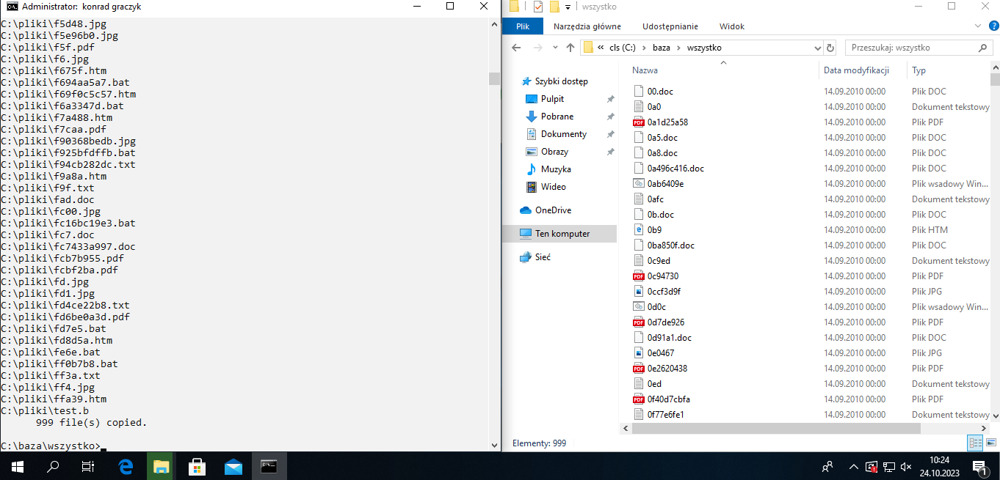 Administrator: konrad graczyk
C:\pliki\f5d48.jpg
C:\pliki\f5e96b0.jpg
C:\pliki\f5f.pdf
C:\pliki\f6.jpg
C:\pliki\f675f.htm
C:\pliki\f694aa5a7.bat
C:\pliki\f69f0c5c57.htm
C:\pliki\f6a3347d.bat
C:\pliki\f7a488.htm
C:\pliki\f7caa.pdf
C:\pliki\f90368bedb.jpg
C:\pliki\f925bfdffb.bat
C:\pliki\f94cb282dc.txt
C:\pliki\f9a8a.htm
C:\pliki\f9f.txt
C:\pliki\fad.doc
C:\pliki\fc00.jpg
C:\pliki\fc16bc19e3.bat
C:\pliki\fc7.doc
C:\pliki\fc7433a997.doc
C:\pliki\fcb7b955.pdf
C:\pliki\fcbf2ba.pdf
C:\pliki\fd.jpg
C:\pliki\fd1.jpg
C:\pliki\fd4ce22b8.txt
C:\pliki\fd6be0a3d.pdf
C:\pliki\fd7e5.bat
C:\pliki\fd8d5a.htm
C:\pliki\fe6e.bat
C:\pliki\ff0b7b8.bat
C:\pliki\ff3a.txt
C:\pliki\ff4.jpg
C:\pliki\ffa39.htm
C:\pliki\test.b
999 file(s) copied.
C:\baza\wszystko>
wszystko
Plik Narzędzia główne Udostępnianie Widok
« cls (C:) › baza › wszystko
Przeszukaj: wszystko
Szybki dostęp
Pulpit
Pobrane
Dokumenty
Obrazy
Muzyka
Wideo
OneDrive
Ten komputer
Sieć
Nazwa Data modyfikacji Typ
00.doc 14.09.2010 00:00 Plik DOC
0a0 14.09.2010 00:00 Dokument tekstowy
PDF 0a1d25a58 14.09.2010 00:00 Plik PDF
0a5.doc 14.09.2010 00:00 Plik DOC
0a8.doc 14.09.2010 00:00 Plik DOC
0a496c416.doc 14.09.2010 00:00 Plik DOC
0ab6409e 14.09.2010 00:00 Plik wsadowy Win...
0afc 14.09.2010 00:00 Dokument tekstowy
0b.doc 14.09.2010 00:00 Plik DOC
0b9 14.09.2010 00:00 Plik HTM
0ba850f.doc 14.09.2010 00:00 Plik DOC
0c9ed 14.09.2010 00:00 Dokument tekstowy
PDF 0c94730 14.09.2010 00:00 Plik PDF
0ccf3d9f 14.09.2010 00:00 Plik JPG
0d0c 14.09.2010 00:00 Plik wsadowy Win...
PDF 0d7de926 14.09.2010 00:00 Plik PDF
0d91a1.doc 14.09.2010 00:00 Plik DOC
0e0467 14.09.2010 00:00 Plik JPG
PDF 0e2620438 14.09.2010 00:00 Plik PDF
0ed 14.09.2010 00:00 Dokument tekstowy
PDF 0f40d7cbfa 14.09.2010 00:00 Plik PDF
0f77e6fe1 14.09.2010 00:00 Dokument tekstowy
Elementy: 999
10:24
24.10.2023
1